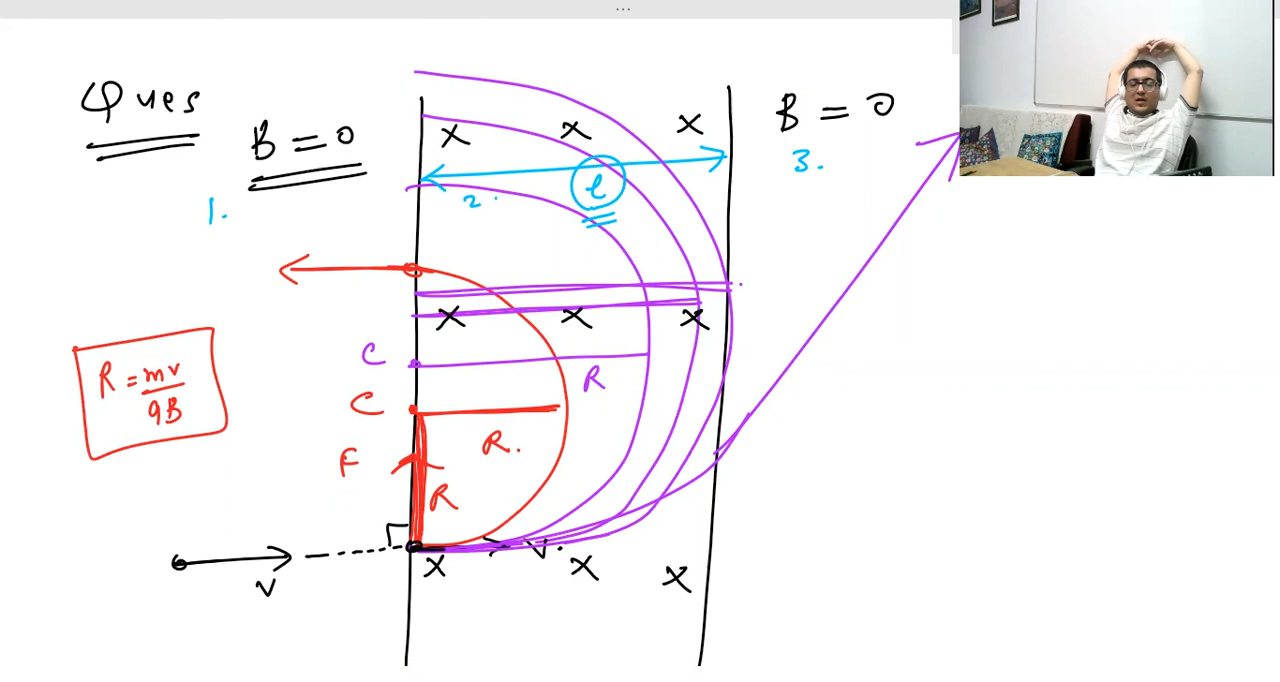 Ques
B = 0
1.
x x x
2.
l
B = 0
3.
x x x
C
R
C
R.
F
R
R = mv/qB
v
v.
x x x